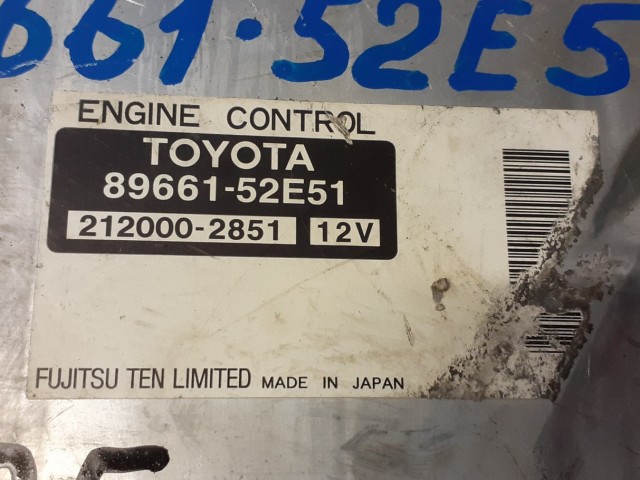 661-52E5
ENGINE CONTROL
TOYOTA
89661-52E51
212000-2851 12V
FUJITSU TEN LIMITED MADE IN JAPAN